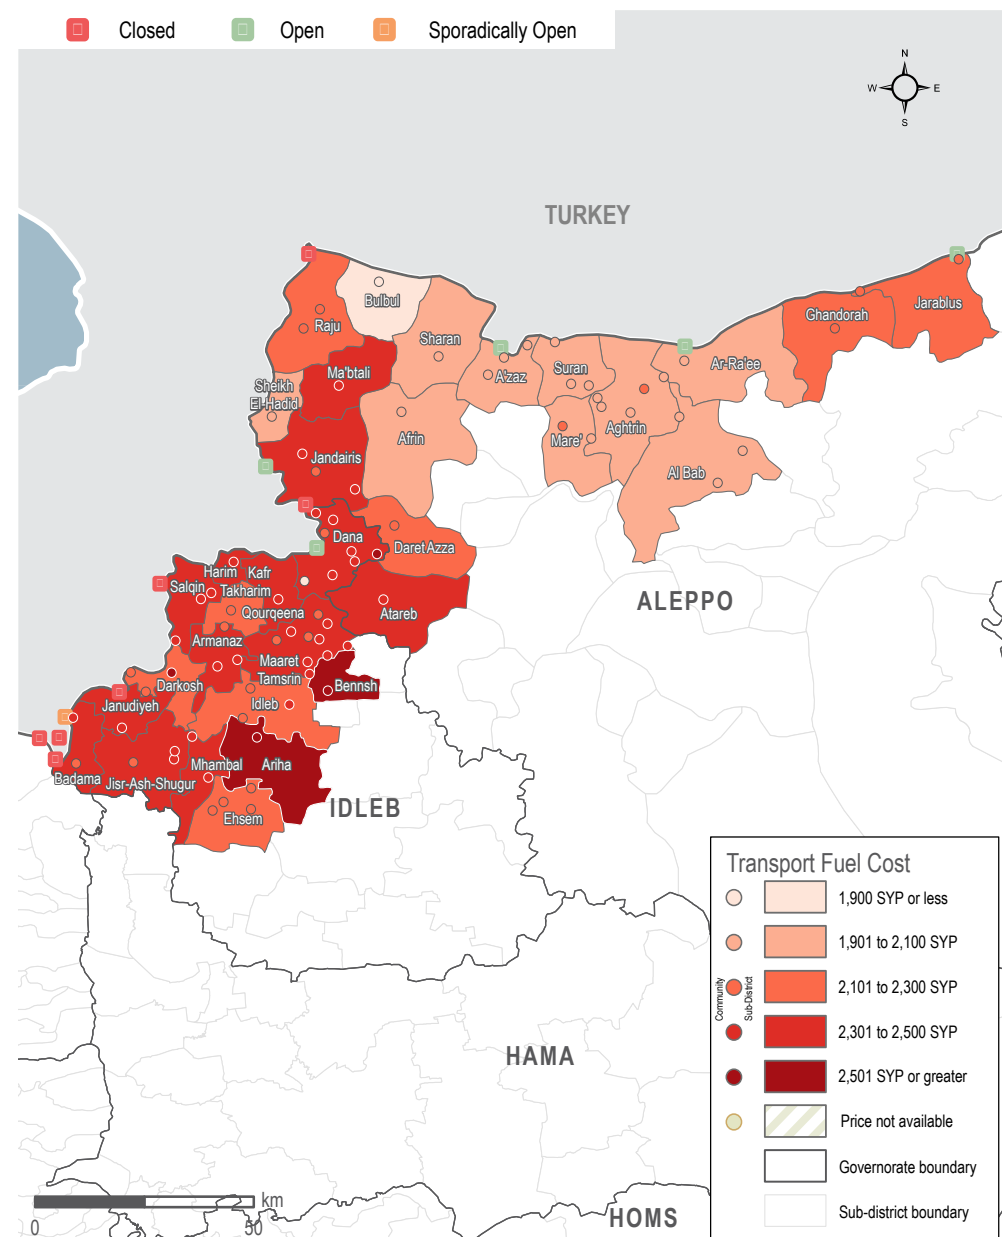 Closed
Open
Sporadically Open
N
W
E
S
TURKEY
Bulbul
Raju
Sharan
Ma'btali
Sheikh
El-Hadid
A'zaz
Suran
Ar-Ra'ee
Ghandorah
Jarablus
Afrin
Mare'
Aghtrin
Al Bab
Jandairis
Dana
Daret Azza
Harim
Kafr
Takharim
Salqin
Qourqeena
Atareb
ALEPPO
Armanaz
Maaret
Tamsrin
Darkosh
Bennsh
Janudiyeh
Idleb
Badama
Jisr-Ash-Shugur
Mhambal
Ariha
Ehsem
IDLEB
HAMA
HOMS
Transport Fuel Cost
Community
Sub-District
1,900 SYP or less
1,901 to 2,100 SYP
2,101 to 2,300 SYP
2,301 to 2,500 SYP
2,501 SYP or greater
Price not available
Governorate boundary
Sub-district boundary
km
0
50